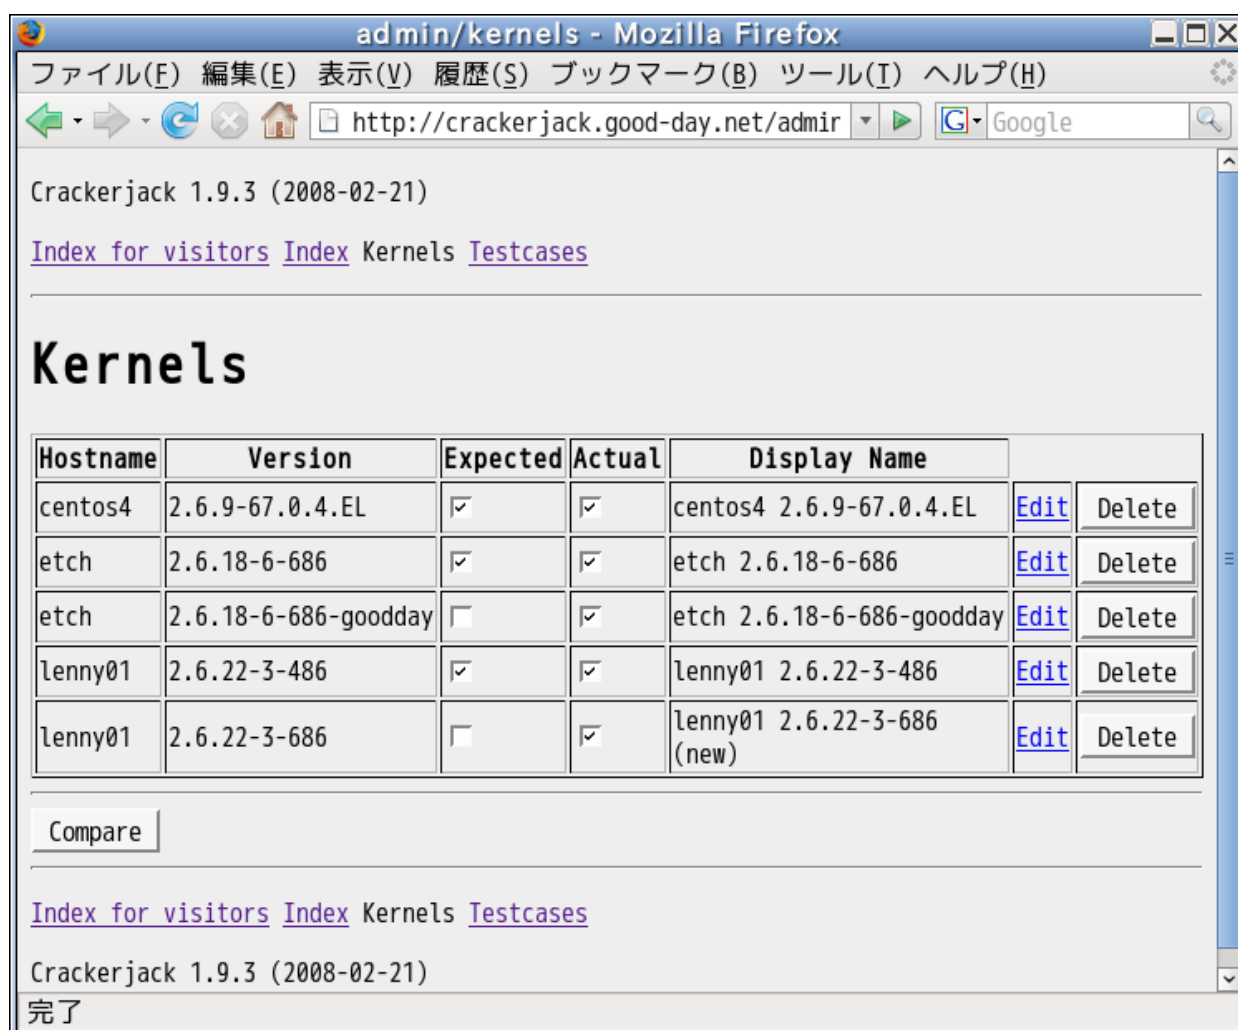 admin/kernels - Mozilla Firefox
ファイル(F) 編集(E) 表示(V) 履歴(S) ブックマーク(B) ツール(T) ヘルプ(H)
http://crackerjack.good-day.net/admir G Google
Crackerjack 1.9.3 (2008-02-21)
Index for visitors Index Kernels Testcases
Kernels
Hostname Version Expected Actual Display Name
centos4 2.6.9-67.0.4.EL centos4 2.6.9-67.0.4.EL Edit Delete
etch 2.6.18-6-686 etch 2.6.18-6-686 Edit Delete
etch 2.6.18-6-686-goodday etch 2.6.18-6-686-goodday Edit Delete
lenny01 2.6.22-3-486 lenny01 2.6.22-3-486 Edit Delete
lenny01 2.6.22-3-686 lenny01 2.6.22-3-686 Edit Delete
(new)
Compare
Index for visitors Index Kernels Testcases
Crackerjack 1.9.3 (2008-02-21)
完了